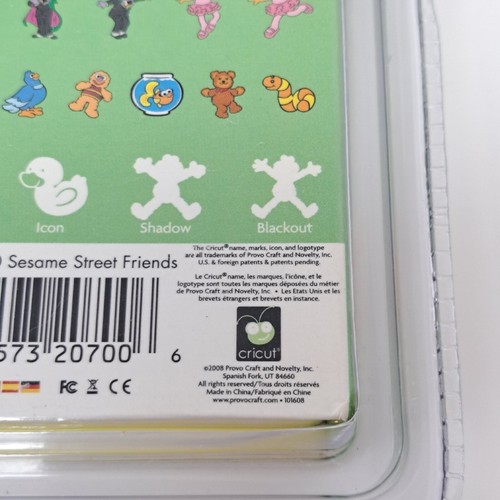 Icon
Shadow
Blackout
Sesame Street Friends
The Cricut® name, marks, icon, and logotype
are all trademarks of Provo Craft and Novelty, Inc.
U.S. & foreign patents & patents pending.
Le Cricut® name, les marques, l'icône, et le
logotype sont toutes les marques déposées du métier
de Provo Craft and Novelty, Inc. • Les Etats Unis et les
brevets étrangers et brevets en instance.
573 20700 6
cricut
©2008 Provo Craft and Novelty, Inc.
Spanish Fork, UT 84660
All rights reserved/Tous droits réservés
Made in China/Fabriqué en Chine
www.provocraft.com • 101608
FC CE